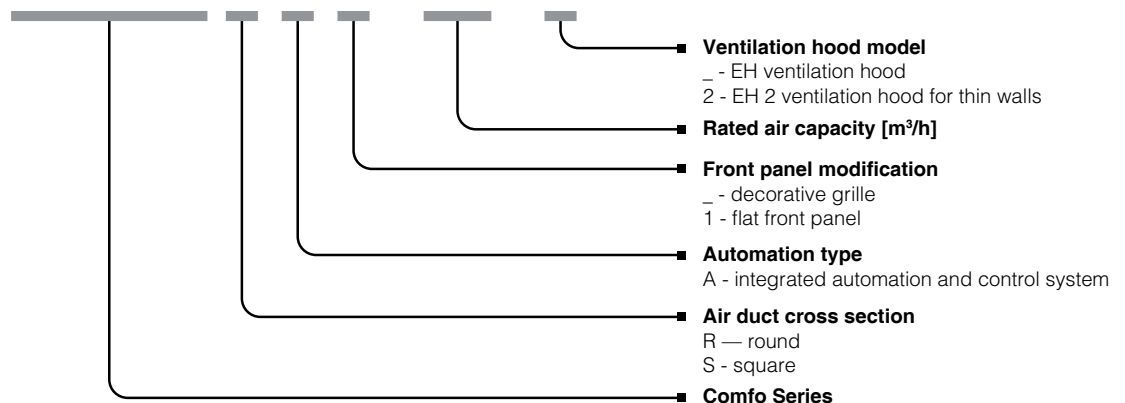 Ventilation hood model
_ - EH ventilation hood
2 - EH 2 ventilation hood for thin walls
Rated air capacity [m³/h]
Front panel modification
_ - decorative grille
1 - flat front panel
Automation type
A - integrated automation and control system
Air duct cross section
R — round
S - square
Comfo Series